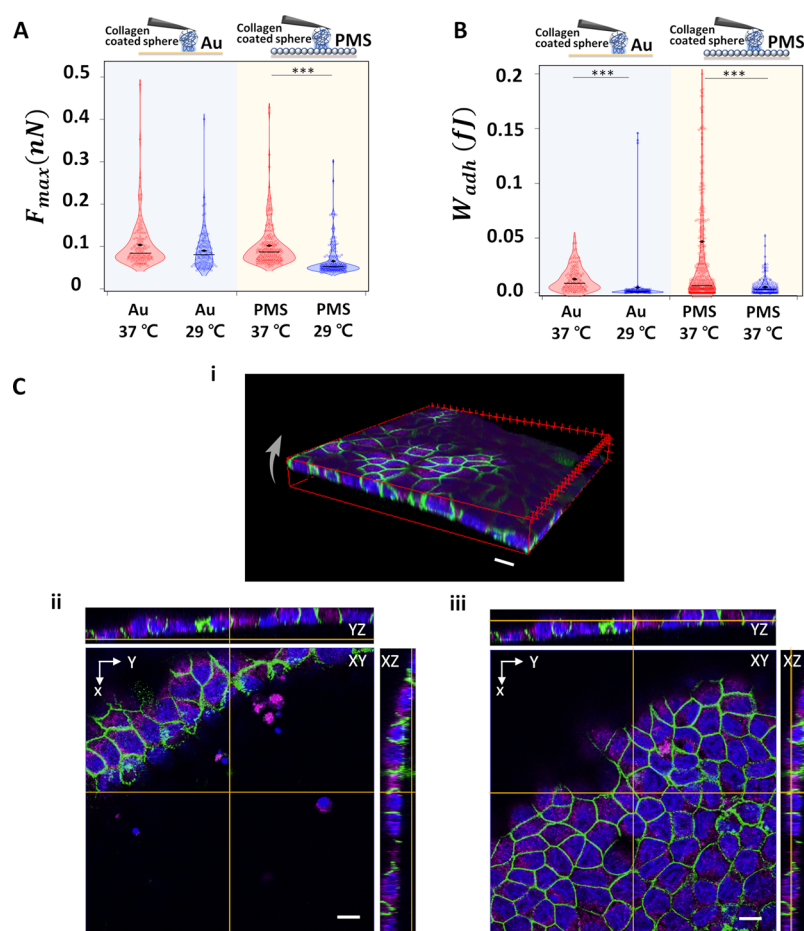 A
Collagen
coated sphere
Au
Collagen
coated sphere
PMS
F_max(nN)
0.5
0.4
0.3
0.2
0.1
0
***
Au
37 ℃
Au
29 ℃
PMS
37 ℃
PMS
29 ℃
B
Collagen
coated sphere
Au
Collagen
coated sphere
PMS
W_adh (fJ)
0.2
0.15
0.1
0.05
0.0
***
***
Au
37 ℃
Au
29 ℃
PMS
37 ℃
PMS
37 ℃
C
i
ii
YZ
Y
x
XY
XZ
iii
YZ
Y
x
XY
XZ